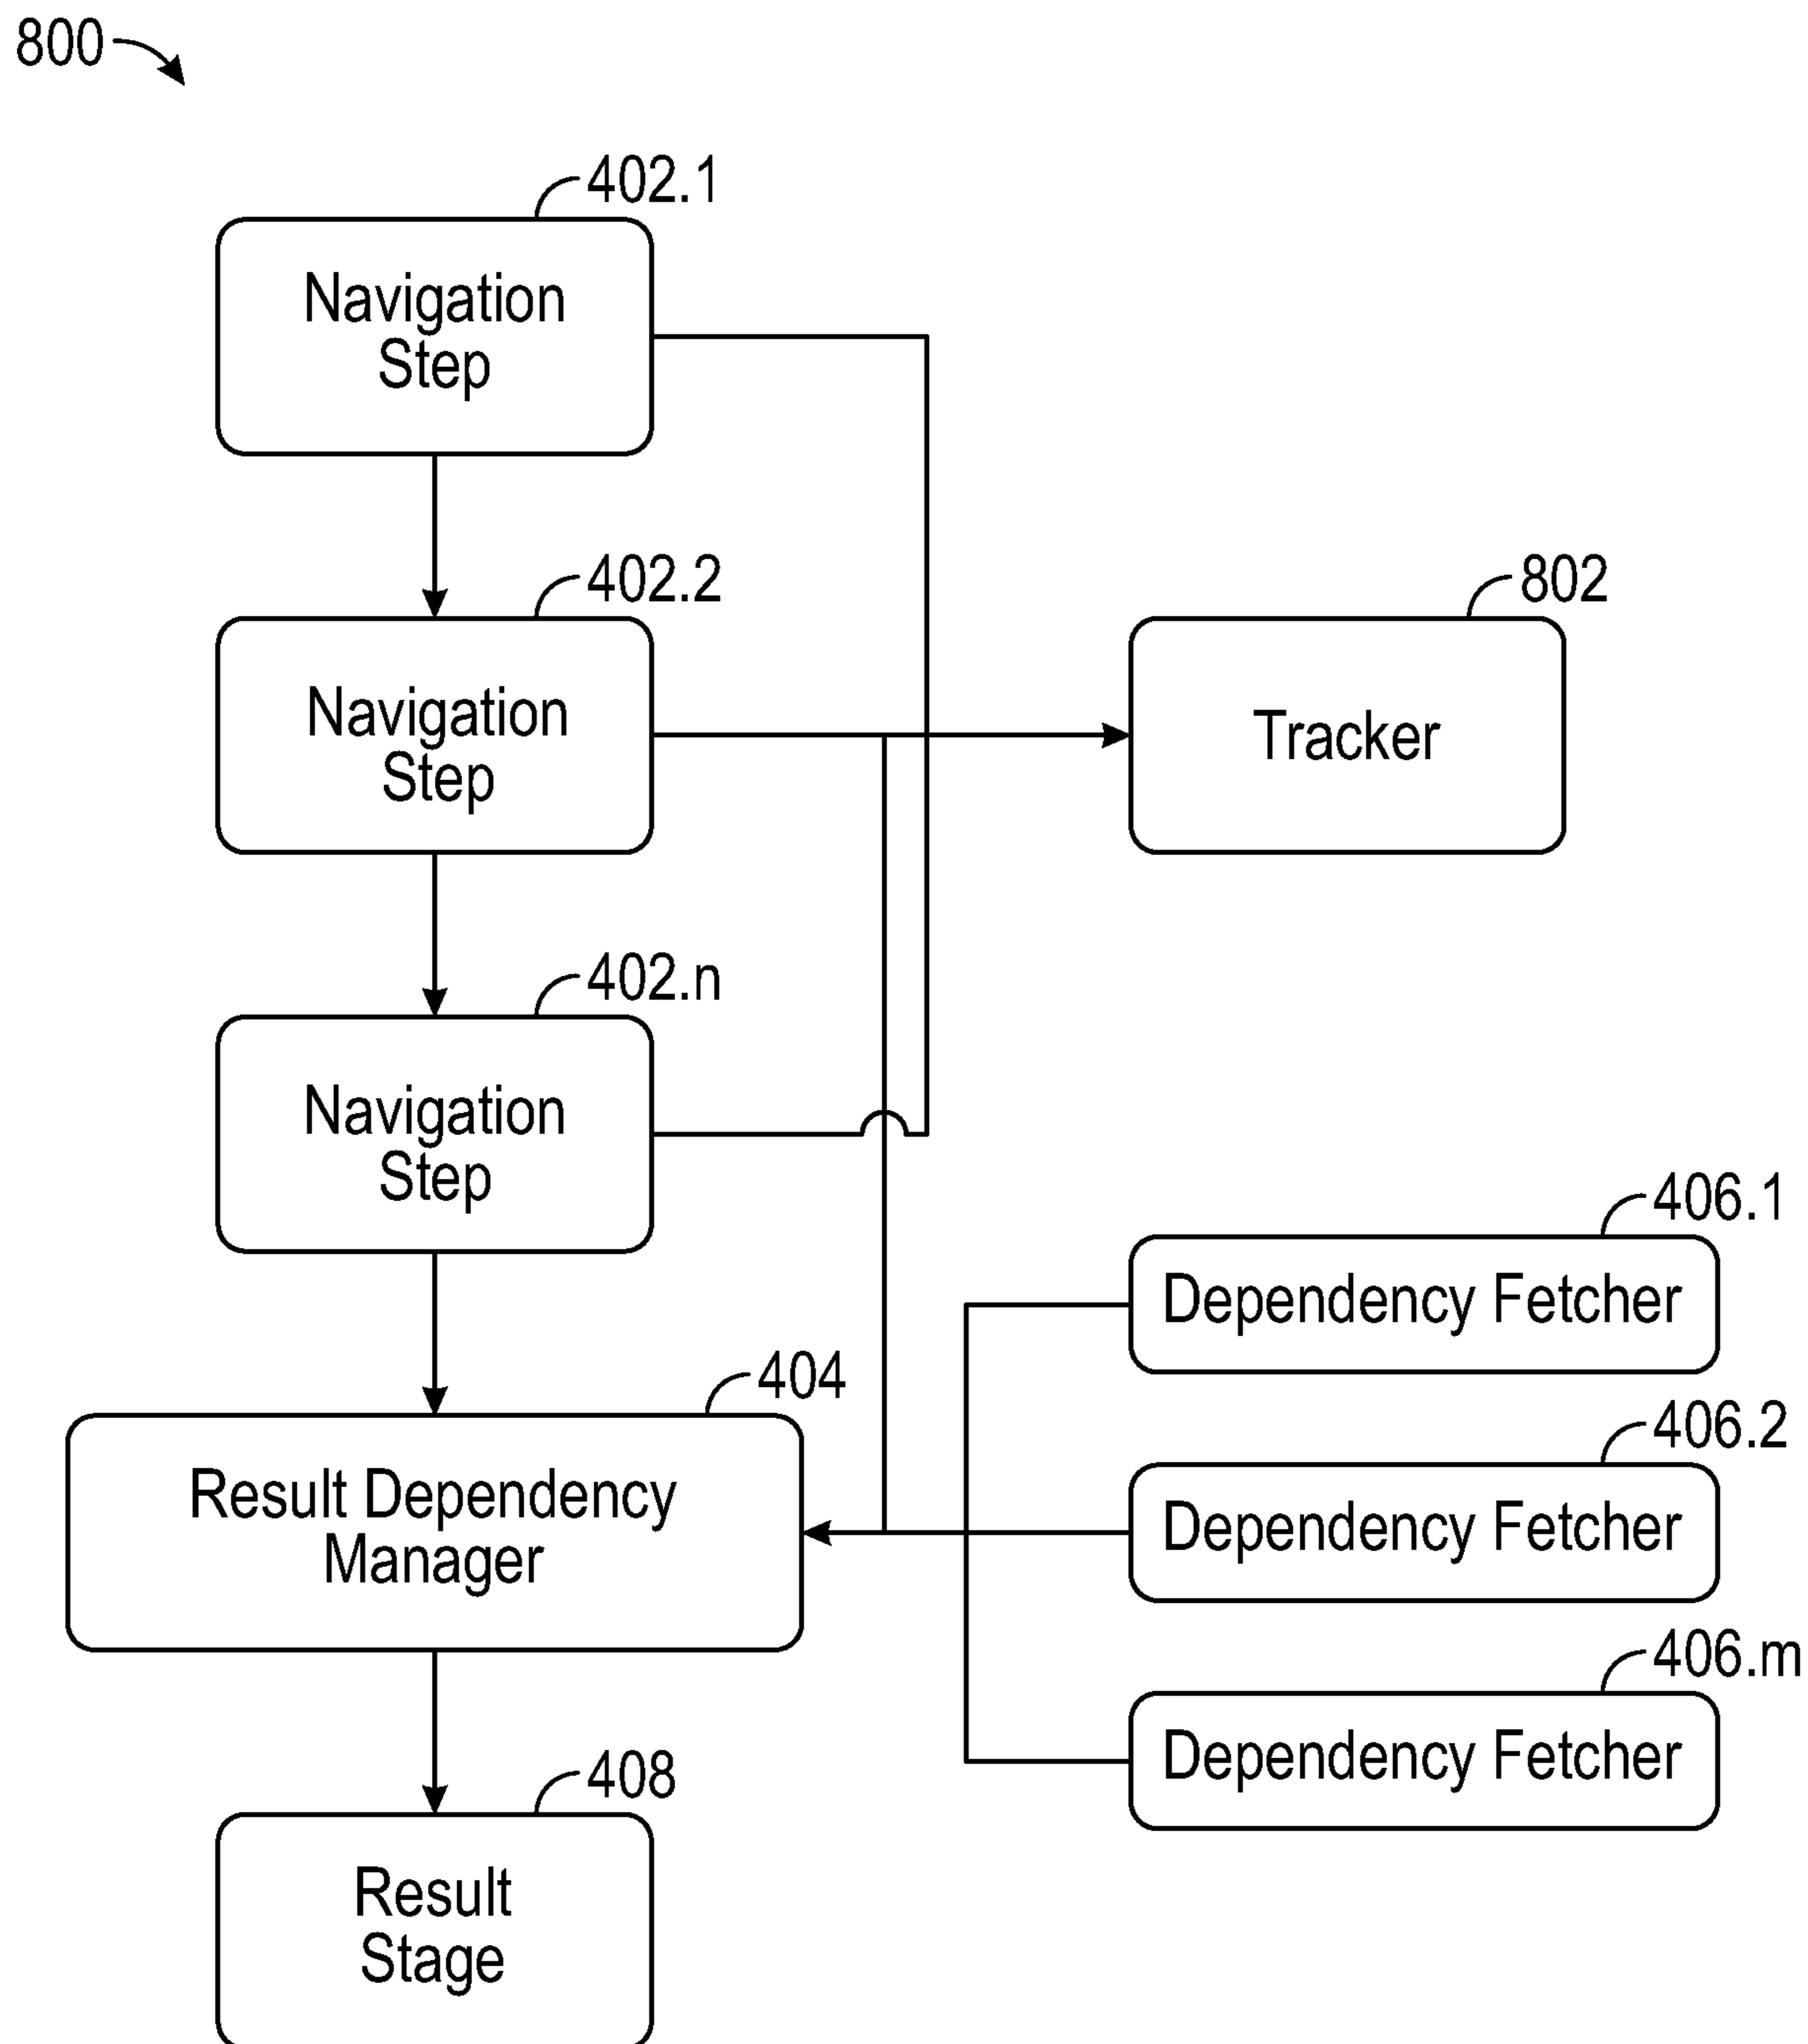 800
402.1
Navigation
Step
402.2
Navigation
Step
802
Tracker
402.n
Navigation
Step
406.1
Dependency Fetcher
404
Result Dependency
Manager
406.2
Dependency Fetcher
406.m
Dependency Fetcher
408
Result
Stage